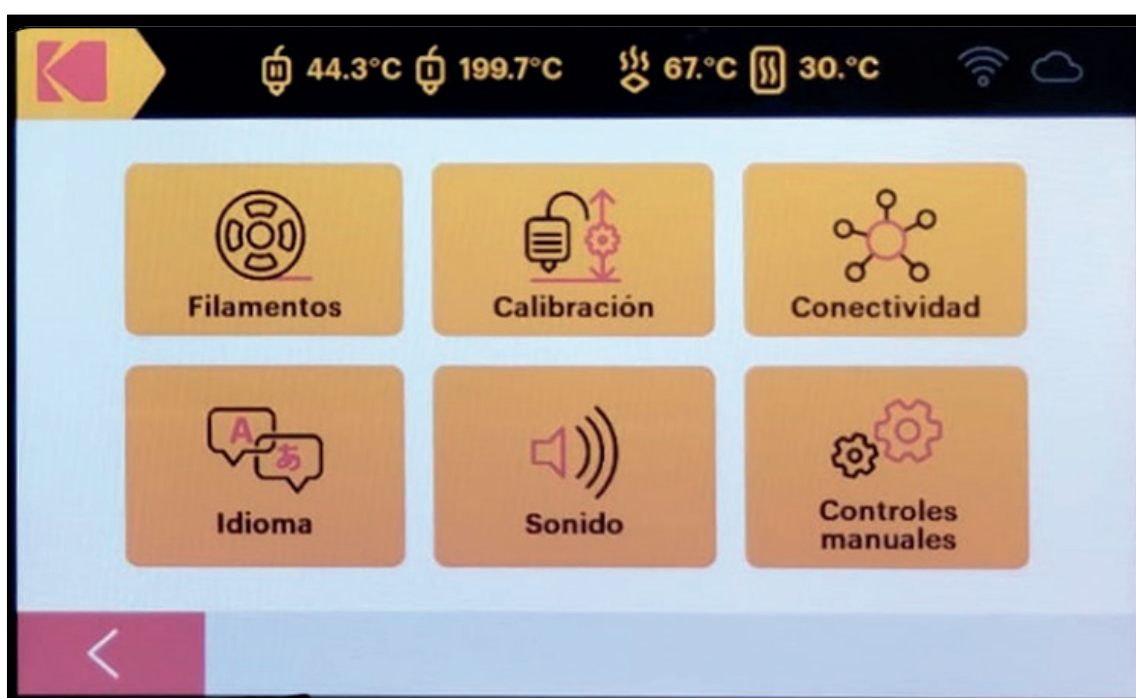 44.3°C 199.7°C 67.°C 30.°C
Filamentos
Calibración
Conectividad
A
あ
Idioma
Sonido
Controles
manuales